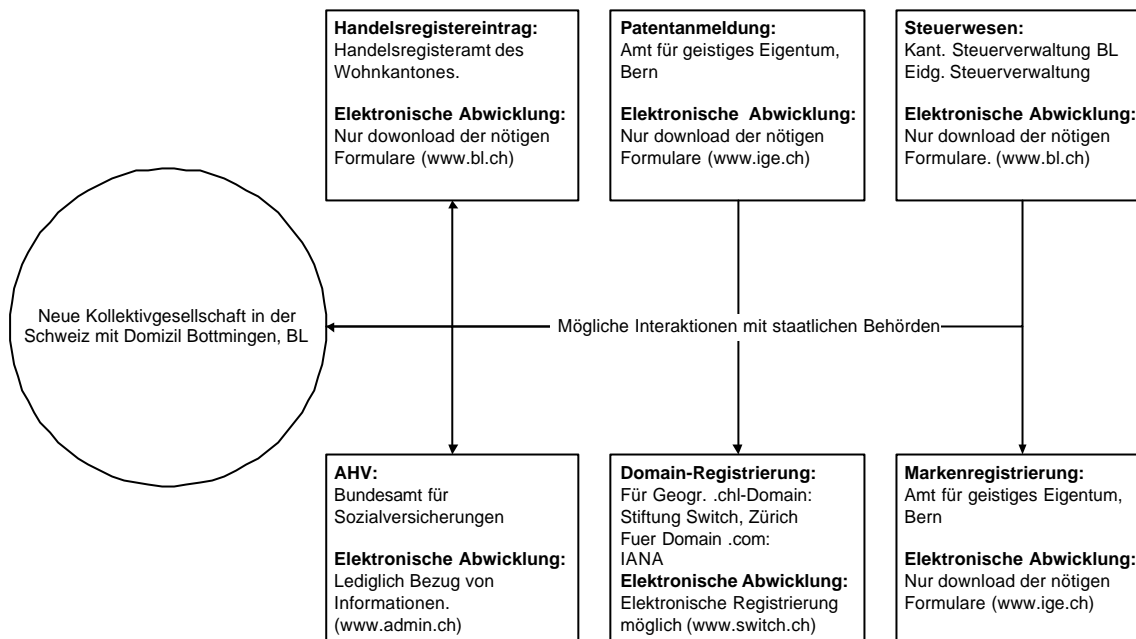 Handelsregistereintrag:
Handelsregisteramt des
Wohnkantones.
Elektronische Abwicklung:
Nur dowonload der nötigen
Formulare (www.bl.ch)
Patentanmeldung:
Amt für geistiges Eigentum,
Bern
Elektronische Abwicklung:
Nur download der nötigen
Formulare (www.ige.ch)
Steuerwesen:
Kant. Steuerverwaltung BL
Eidg. Steuerverwaltung
Elektronische Abwicklung:
Nur download der nötigen
Formulare. (www.bl.ch)
Neue Kollektivgesellschaft in der
Schweiz mit Domizil Bottmingen, BL
Mögliche Interaktionen mit staatlichen Behörden
AHV:
Bundesamt für
Sozialversicherungen
Elektronische Abwicklung:
Lediglich Bezug von
Informationen.
(www.admin.ch)
Domain-Registrierung:
Für Geogr. .chl-Domain:
Stiftung Switch, Zürich
Fuer Domain .com:
IANA
Elektronische Abwicklung:
Elektronische Registrierung
möglich (www.switch.ch)
Markenregistrierung:
Amt für geistiges Eigentum,
Bern
Elektronische Abwicklung:
Nur download der nötigen
Formulare (www.ige.ch)